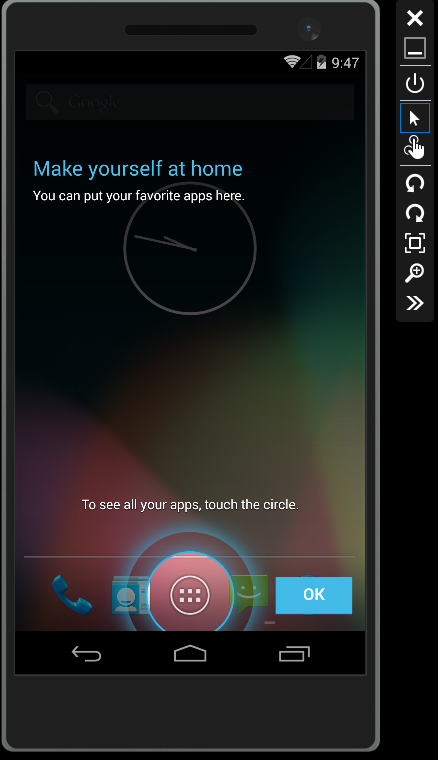 9:47
Google
Make yourself at home
You can put your favorite apps here.
To see all your apps, touch the circle.
OK